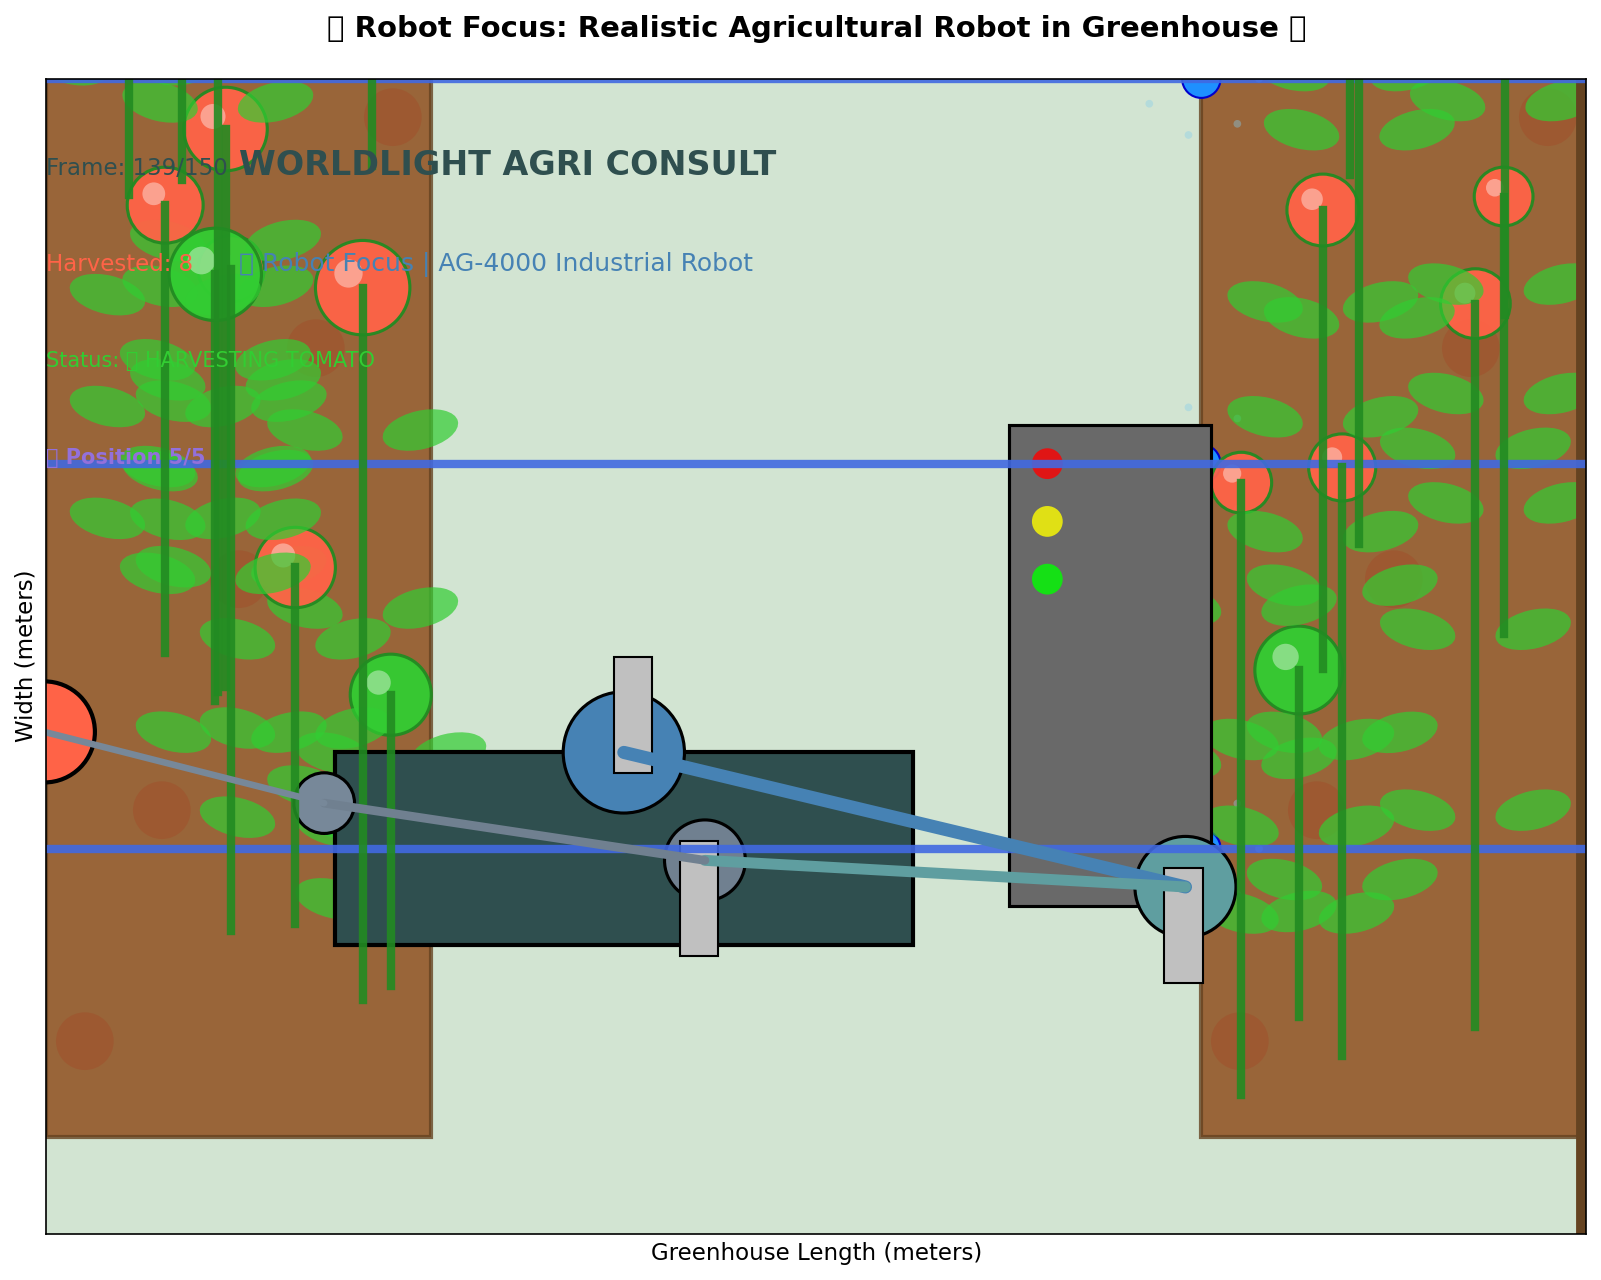 Robot Focus: Realistic Agricultural Robot in Greenhouse
Frame: 139/150
WORLDLIGHT AGRI CONSULT
Harvested: 8
Robot Focus | AG-4000 Industrial Robot
Status: HARVESTING TOMATO
Position 5/5
Width (meters)
Greenhouse Length (meters)